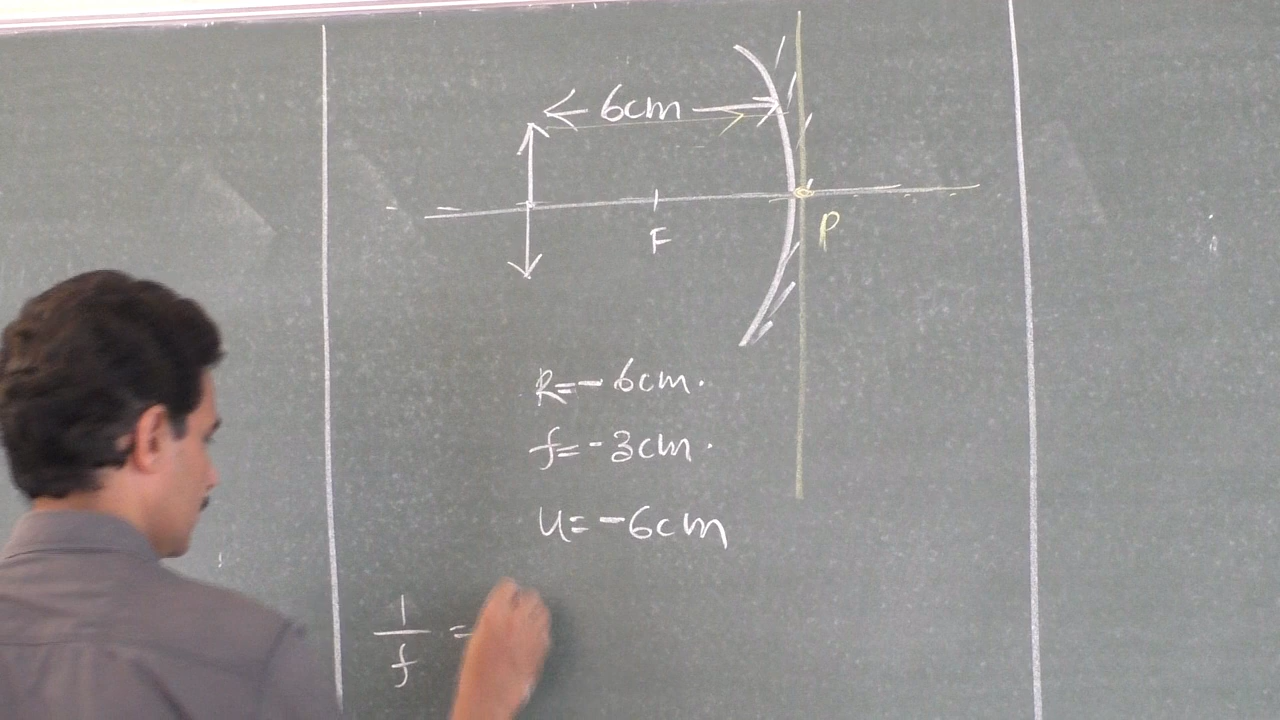 6cm
F
P
R=-6cm.
f=-3cm.
u=-6cm
1/f =